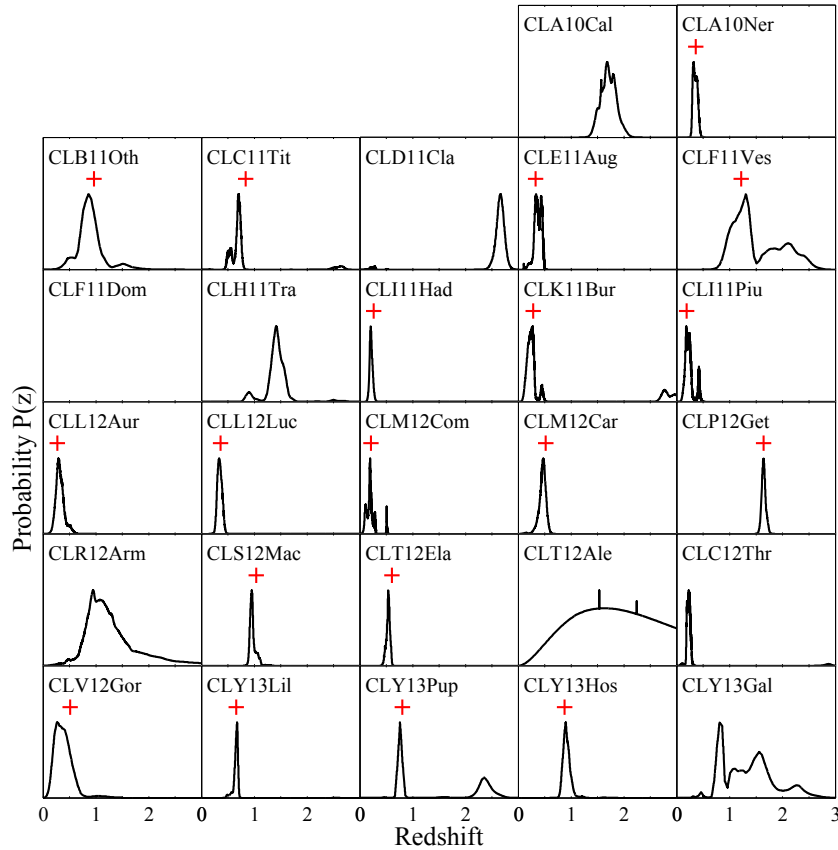 CLA10Cal CLA10Ner
CLB11Oth CLC11Tit CLD11Cla CLE11Aug CLF11Ves
CLF11Dom CLH11Tra CLI11Had CLK11Bur CLI11Piu
CLL12Aur CLL12Luc CLM12Com CLM12Car CLP12Get
CLR12Arm CLS12Mac CLT12Ela CLT12Ale CLC12Thr
CLV12Gor CLY13Lil CLY13Pup CLY13Hos CLY13Gal
Probability P(z)
0 1 2 0 1 2 0 1 2 0 1 2 0 1 2 3
Redshift